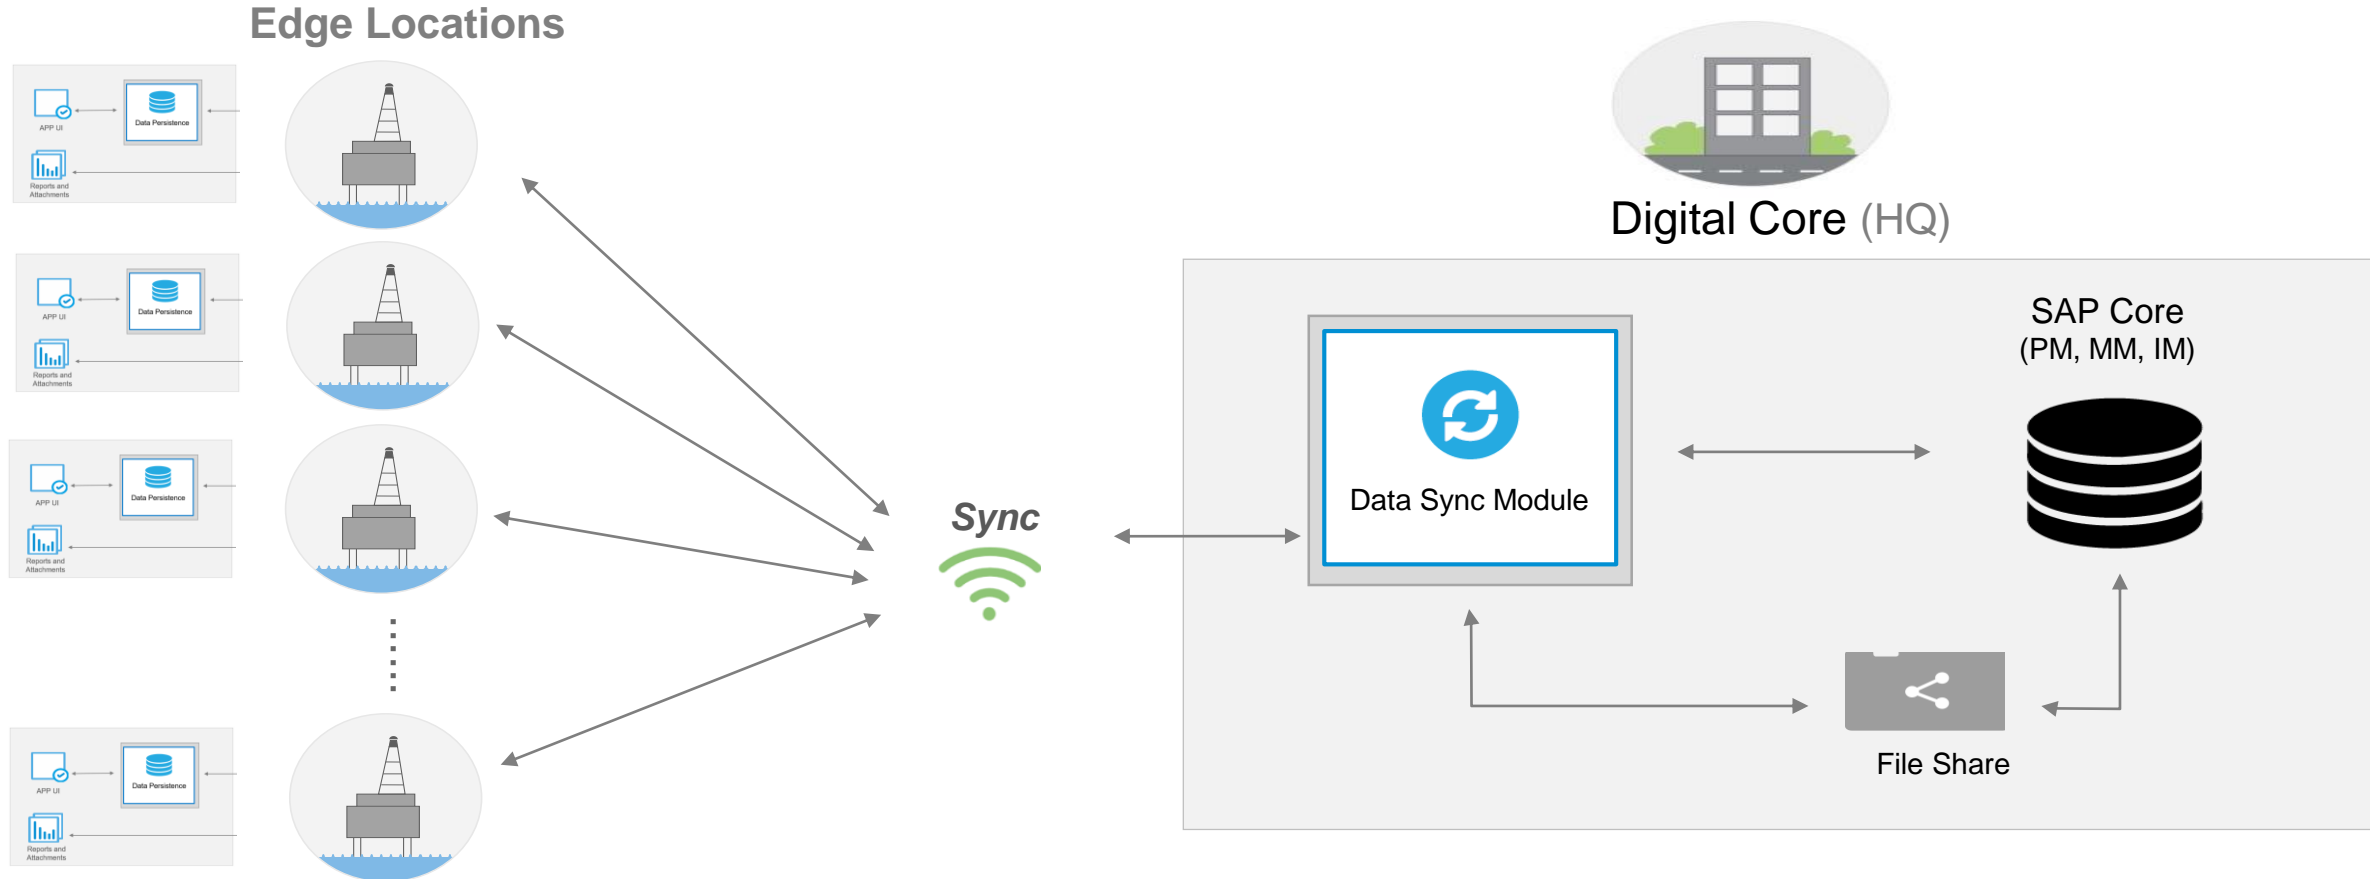 Edge Locations
APP UI
Data Persistence
Reports and
Attachments
APP UI
Data Persistence
Reports and
Attachments
APP UI
Data Persistence
Reports and
Attachments
APP UI
Data Persistence
Reports and
Attachments
Sync
Digital Core (HQ)
Data Sync Module
SAP Core
(PM, MM, IM)
File Share